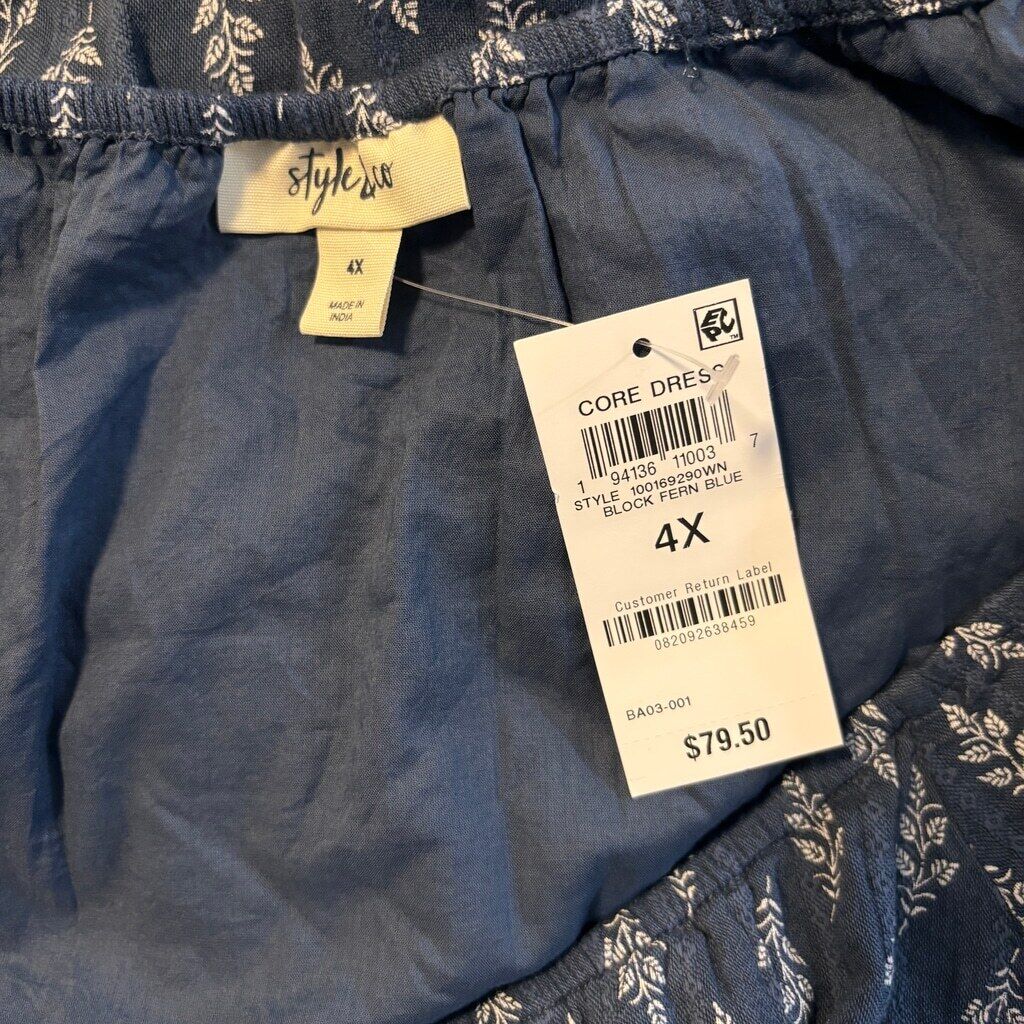 style&co
4X
MADE IN
INDIA
EPC™
CORE DRESS
1 94136 11003 7
STYLE 100169290WN
BLOCK FERN BLUE
4X
Customer Return Label
082092638459
BA03-001
$79.50